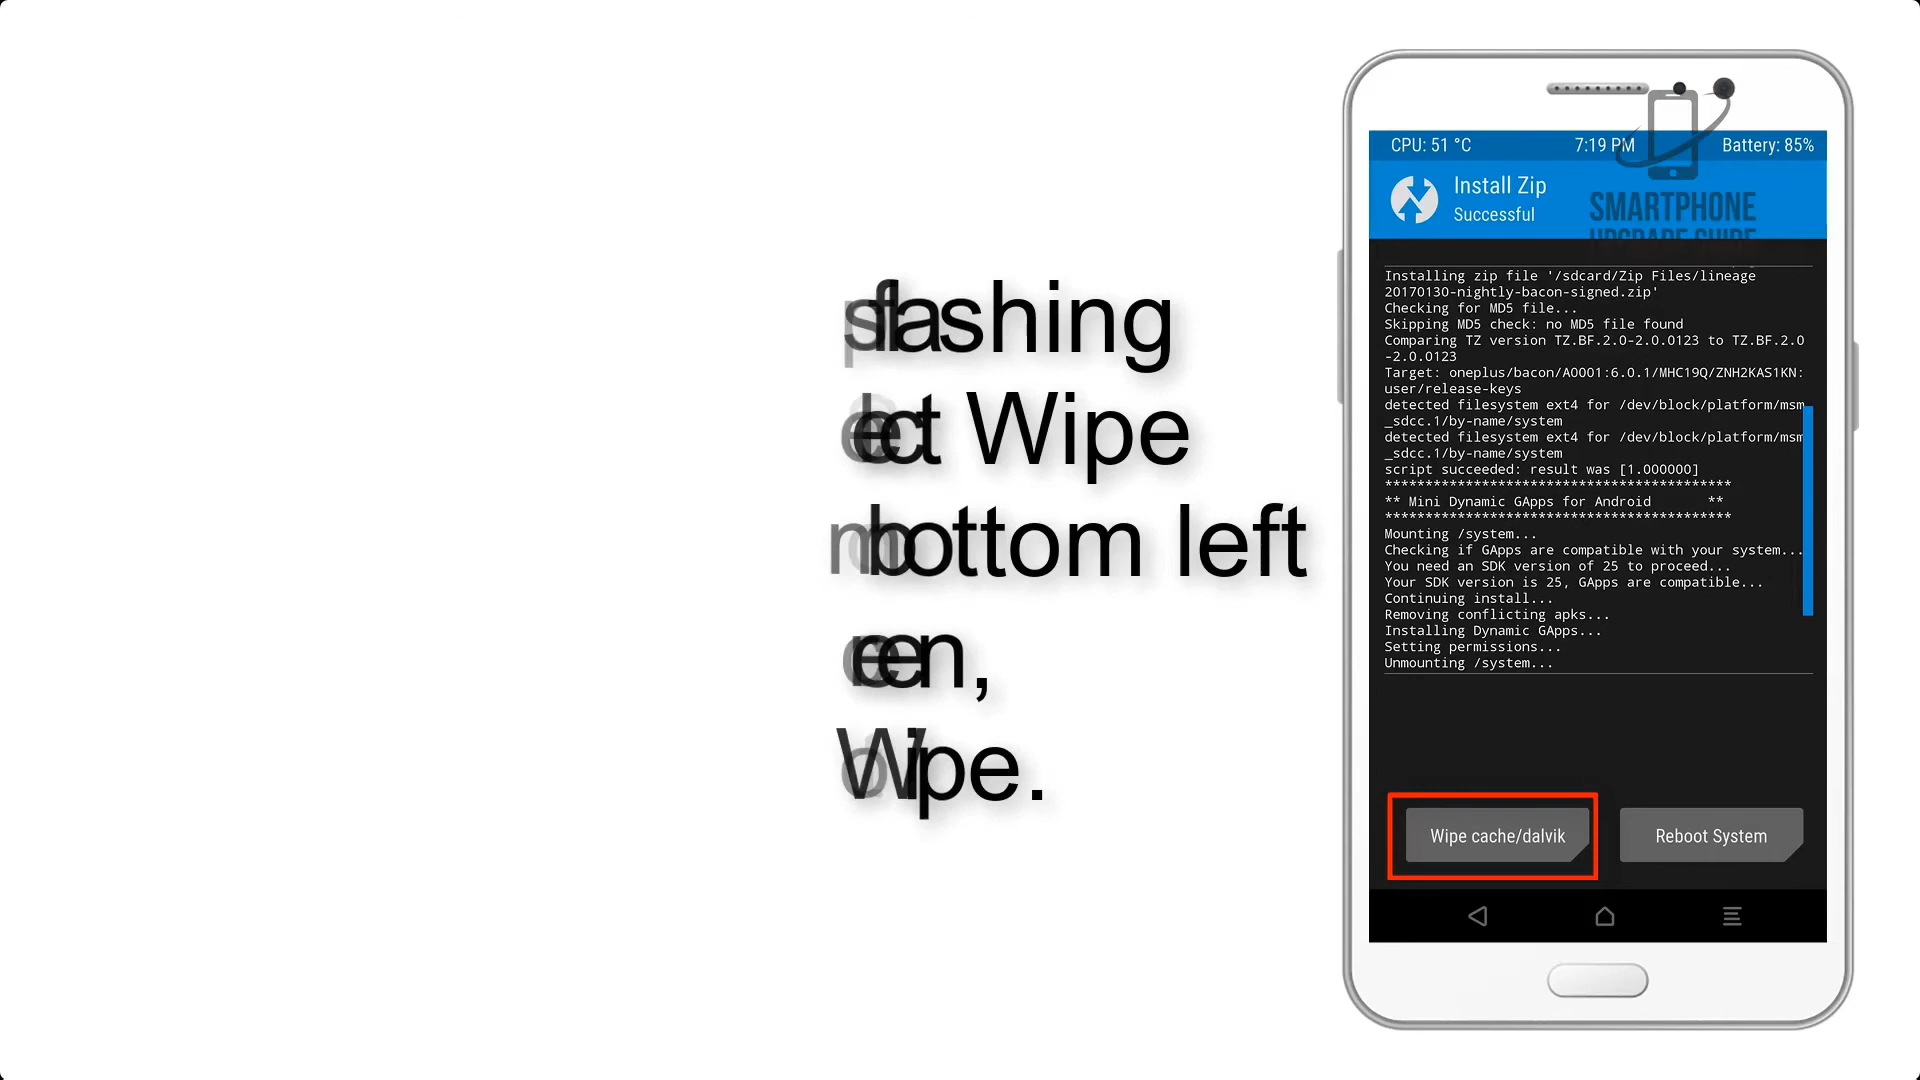 flashing
Wipe
bottom left
Wipe.
CPU: 51 °C 7:19 PM Battery: 85%
Install Zip
Successful
SMARTPHONE
UPGRADE GUIDE
Installing zip file '/sdcard/Zip Files/lineage
20170130-nightly-bacon-signed.zip'
Checking for MD5 file...
Skipping MD5 check: no MD5 file found
Comparing TZ version TZ.BF.2.0-2.0.0123 to TZ.BF.2.0
-2.0.0123
Target: oneplus/bacon/A0001:6.0.1/MHC19Q/ZNH2KAS1KN:
user/release-keys
detected filesystem ext4 for /dev/block/platform/msm
_sdcc.1/by-name/system
detected filesystem ext4 for /dev/block/platform/msm
_sdcc.1/by-name/system
script succeeded: result was [1.000000]
*******************************************
** Mini Dynamic GApps for Android **
*******************************************
Mounting /system...
Checking if GApps are compatible with your system...
You need an SDK version of 25 to proceed...
Your SDK version is 25, GApps are compatible...
Continuing install...
Removing conflicting apks...
Installing Dynamic GApps...
Setting permissions...
Unmounting /system...
Wipe cache/dalvik
Reboot System